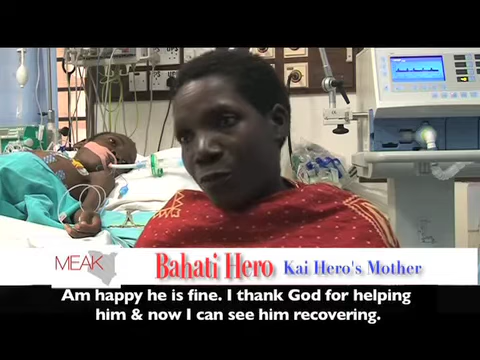 MEAK
Bahati Hero Kai Hero's Mother
Am happy he is fine. I thank God for helping
him & now I can see him recovering.